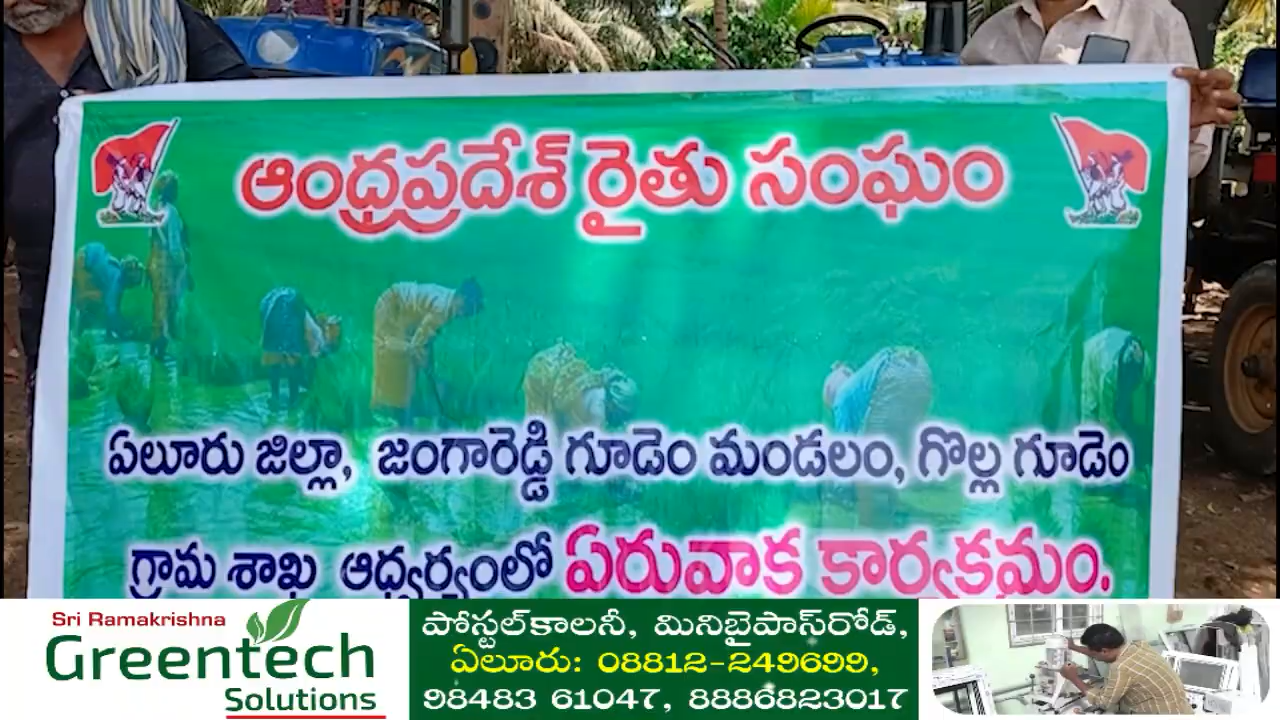 ఆంధ్రప్రదేశ్ రైతు సంఘం
ఏలూరు జిల్లా, జంగారెడ్డి గూడెం మండలం, గొల్ల గూడెం
గ్రామ శాఖ ఆధ్వర్వంలో ఏరువాక కార్యక్రమం.
Sri Ramakrishna
Greentech
Solutions
పోస్టల్‌కాలనీ, మినీబైపాస్‌రోడ్,
ఏలూరు: 08812-249699,
98483 61047, 8886823017